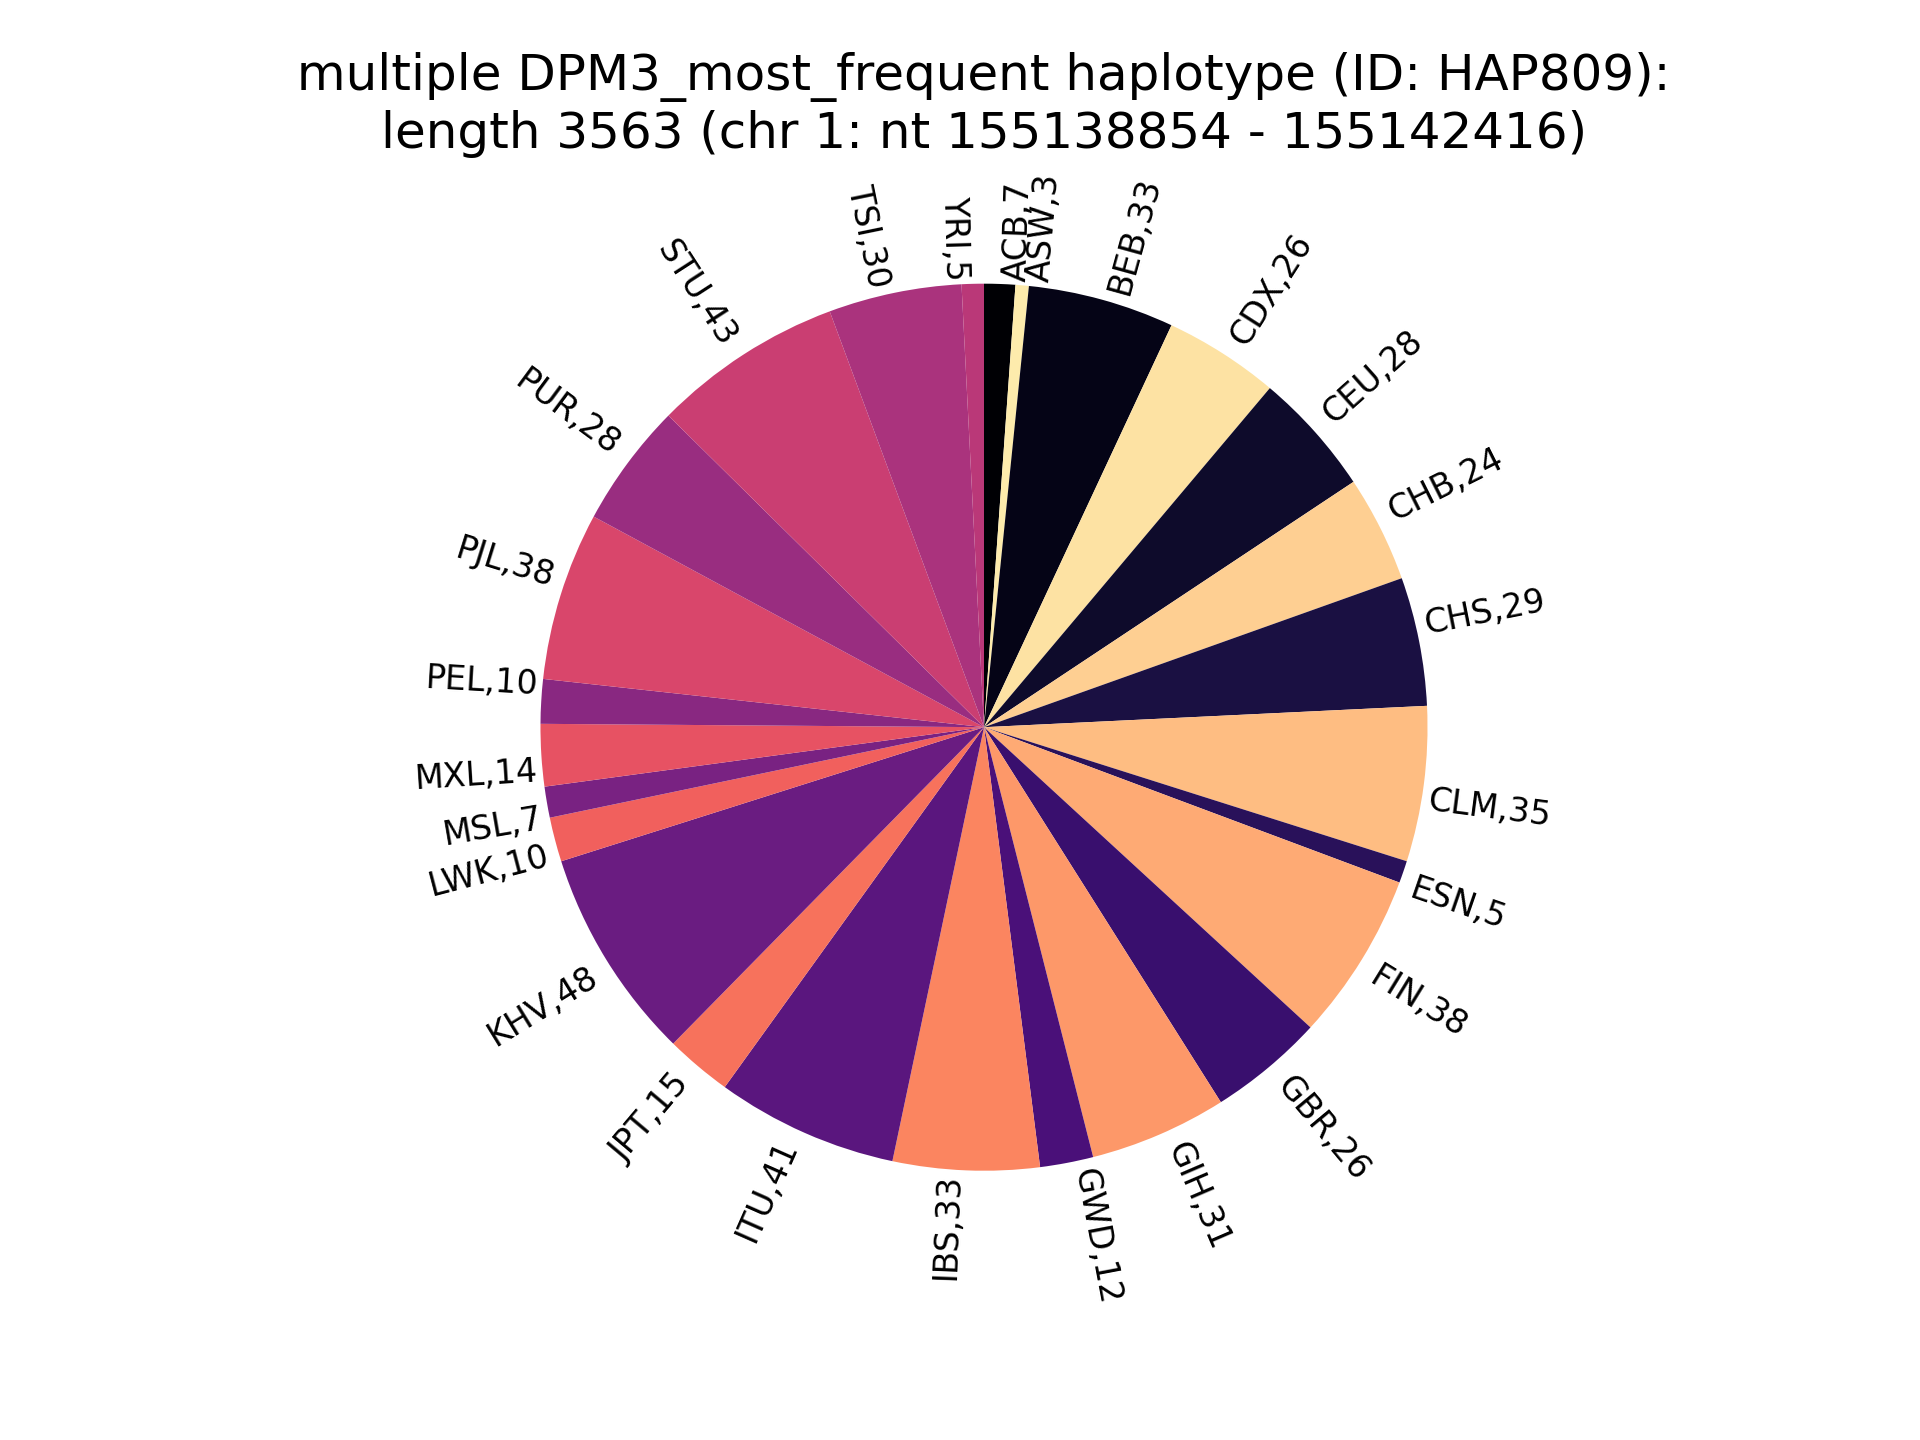 multiple DPM3_most_frequent haplotype (ID: HAP809):
length 3563 (chr 1: nt 155138854 - 155142416)
ACB,7
ASW,3
BEB,33
CDX,26
CEU,28
CHB,24
CHS,29
CLM,35
ESN,5
FIN,38
GBR,26
GIH,31
GWD,12
IBS,33
ITU,41
JPT,15
KHV,48
LWK,10
MSL,7
MXL,14
PEL,10
PJL,38
PUR,28
STU,43
TSI,30
YRI,5